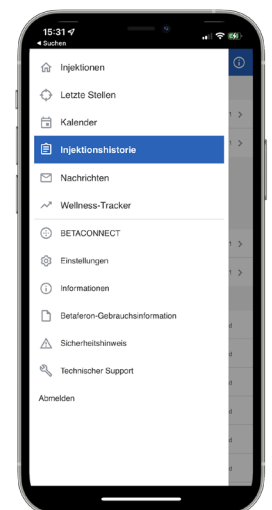 15:31
Suchen
Injektionen
Letzte Stellen
Kalender
Injektionshistorie
Nachrichten
Wellness-Tracker
BETACONNECT
Einstellungen
Informationen
Betaferon-Gebrauchsinformation
Sicherheitshinweis
Technischer Support
Abmelden